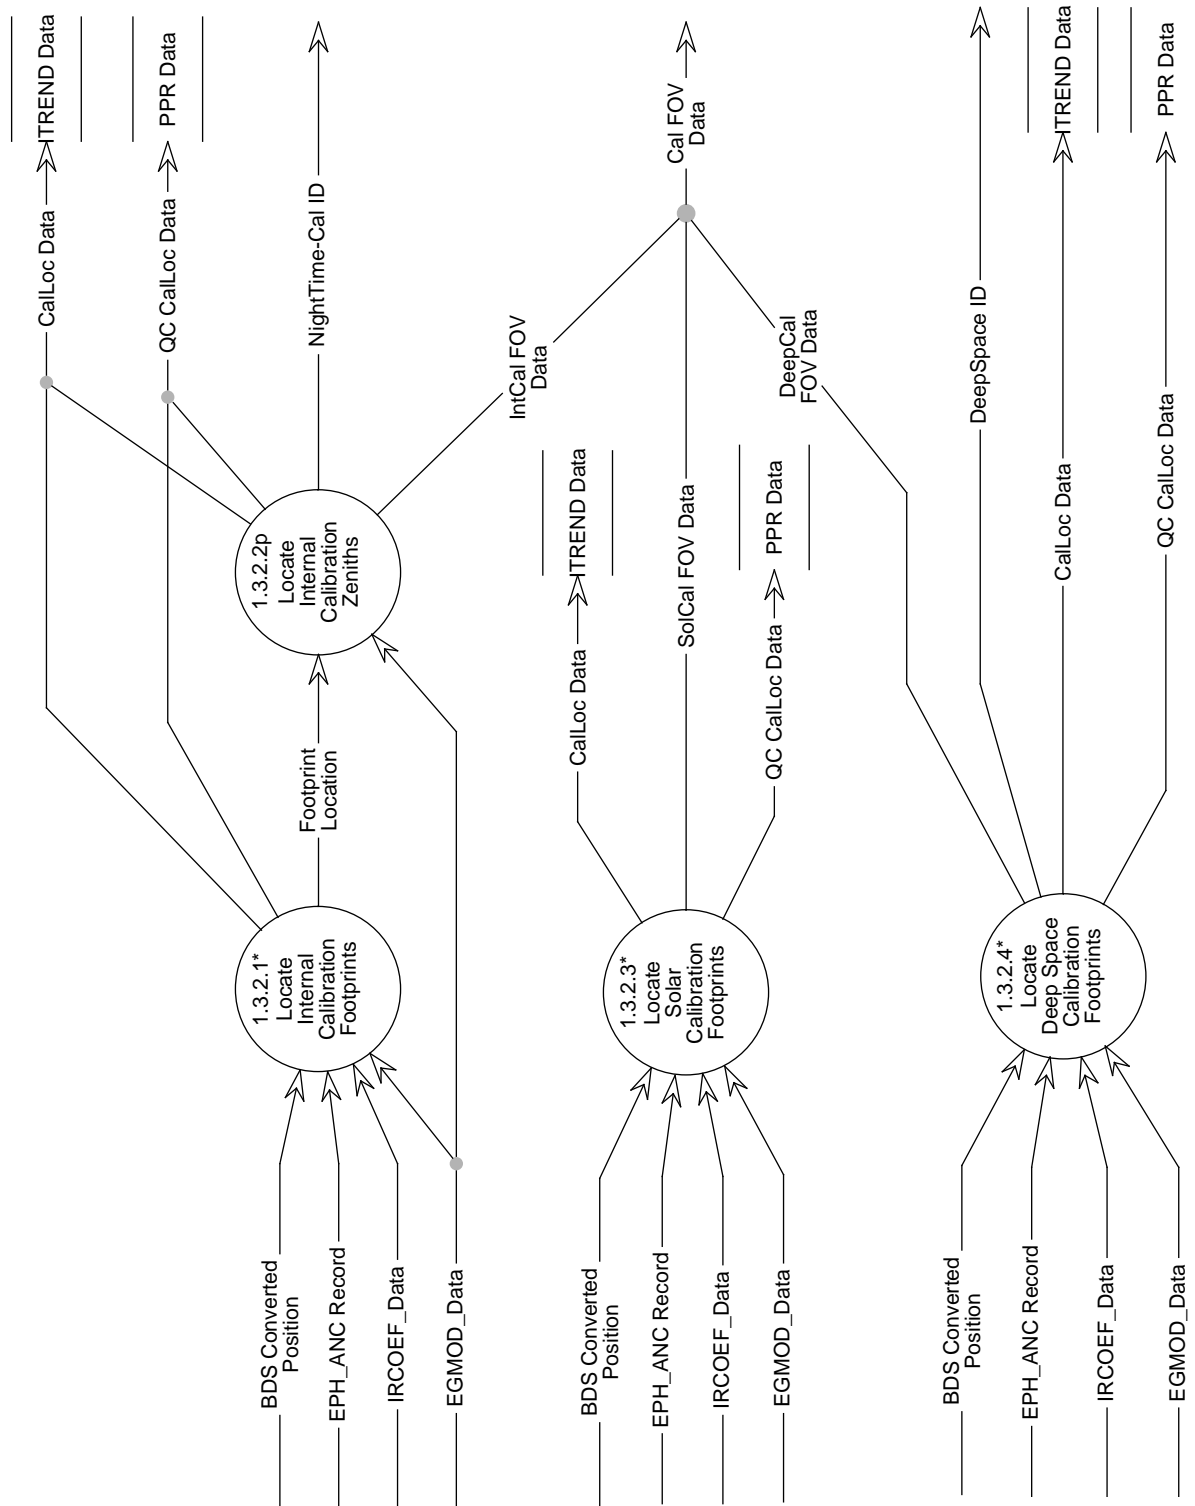 ITREND Data
PPR Data
CalLoc Data
QC CalLoc Data
NightTime-Cal ID
IntCal FOV
Data
1.3.2.2p
Locate
Internal
Calibration
Zeniths
Footprint
Location
1.3.2.1*
Locate
Internal
Calibration
Footprints
BDS Converted
Position
EPH_ANC Record
IRCOEF_Data
EGMOD_Data
Cal FOV
Data
ITREND Data
SolCal FOV Data
PPR Data
CalLoc Data
QC CalLoc Data
1.3.2.3*
Locate
Solar
Calibration
Footprints
BDS Converted
Position
EPH_ANC Record
IRCOEF_Data
EGMOD_Data
ITREND Data
PPR Data
DeepCal
FOV Data
DeepSpace ID
CalLoc Data
QC CalLoc Data
1.3.2.4*
Locate
Deep Space
Calibration
Footprints
BDS Converted
Position
EPH_ANC Record
IRCOEF_Data
EGMOD_Data